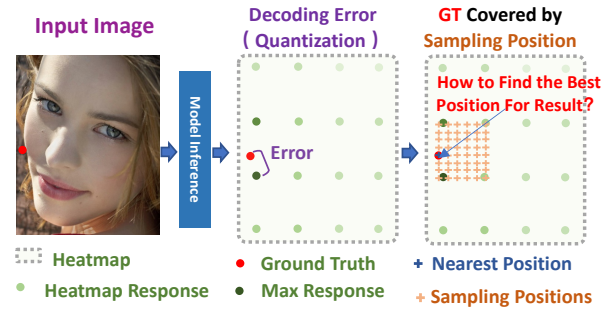 Input Image
Decoding Error
( Quantization )
GT Covered by
Sampling Position
Model Inference
Error
How to Find the Best
Position For Result?
Heatmap
Heatmap Response
Ground Truth
Max Response
Nearest Position
Sampling Positions